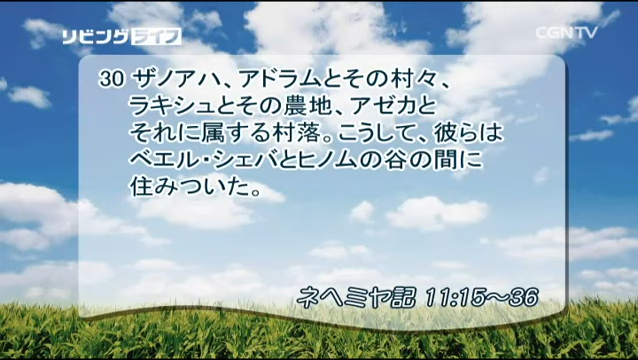 リビングライフ
CGNTV
30 ザノアハ、アドラムとその村々、
ラキシュとその農地、アゼカと
それに属する村落。こうして、彼らは
ベエル・シェバとヒノムの谷の間に
住みついた。
ネヘミヤ記 11:15～36